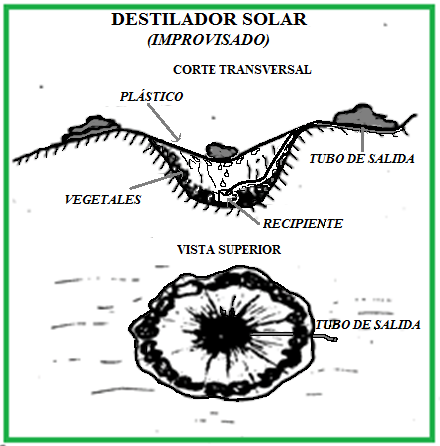 DESTILADOR SOLAR
(IMPROVISADO)
CORTE TRANSVERSAL
PLÁSTICO
TUBO DE SALIDA
VEGETALES
RECIPIENTE
VISTA SUPERIOR
TUBO DE SALIDA